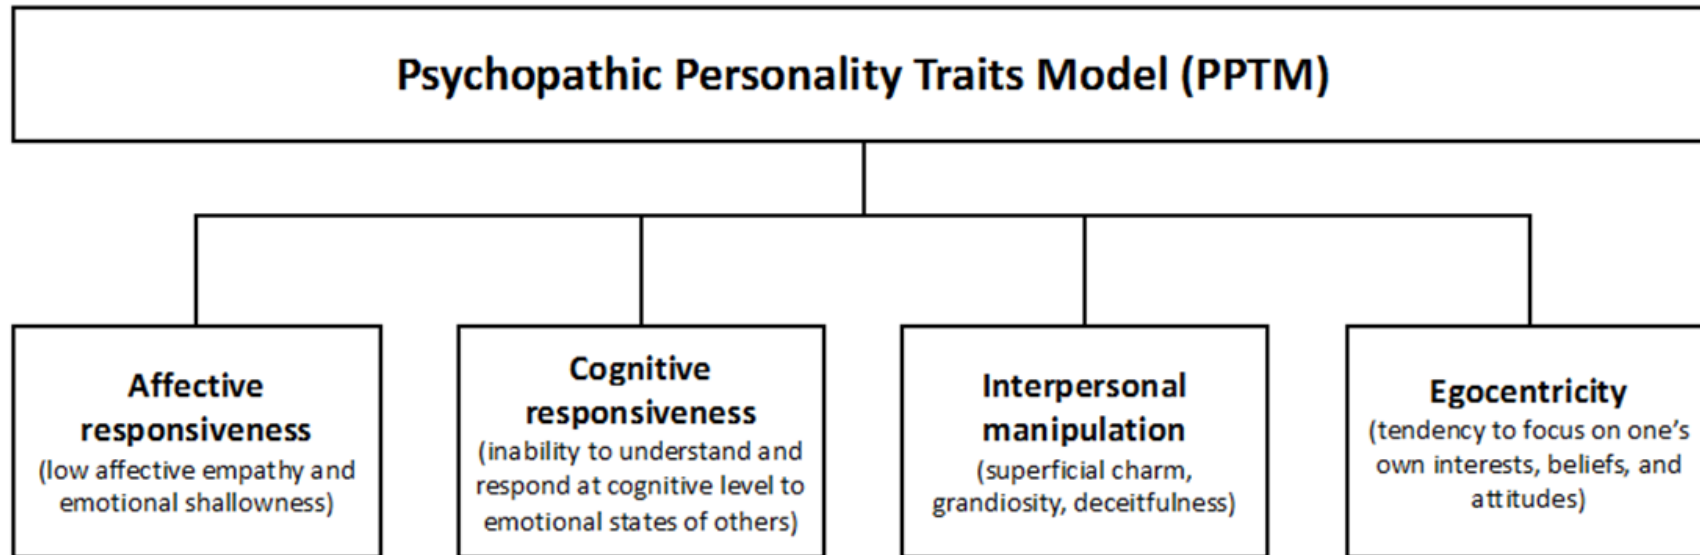 Psychopathic Personality Traits Model (PPTM)
Affective
responsiveness
(low affective empathy and
emotional shallowness)
Cognitive
responsiveness
(inability to understand and
respond at cognitive level to
emotional states of others)
Interpersonal
manipulation
(superficial charm,
grandiosity, deceitfulness)
Egocentricity
(tendency to focus on one’s
own interests, beliefs, and
attitudes)